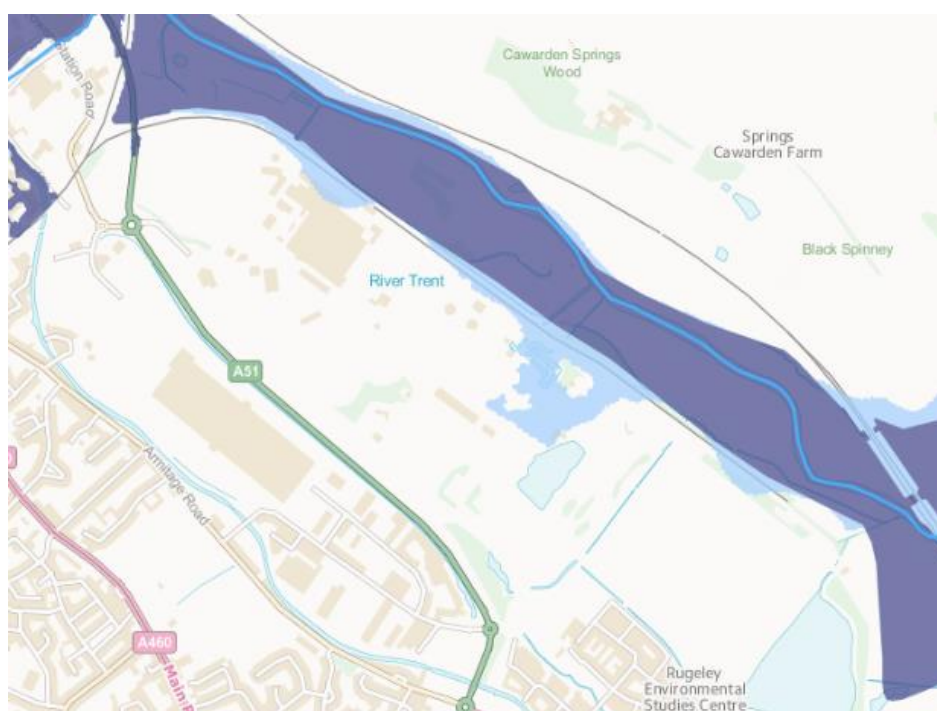 Station Road
Cawarden Springs
Wood
Springs
Cawarden Farm
Black Spinney
River Trent
A51
Armitage Road
A460
Main
Rugeley
Environmental
Studies Centre